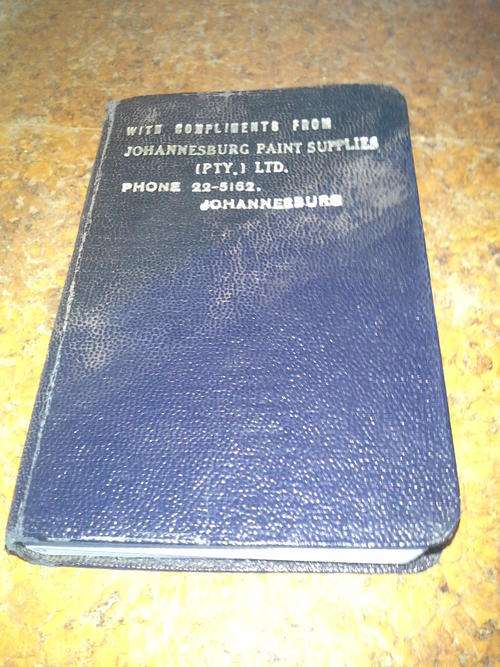 WITH COMPLIMENTS FROM
JOHANNESBURG PAINT SUPPLIES
(PTY.) LTD.
PHONE 22-5162,
JOHANNESBURG